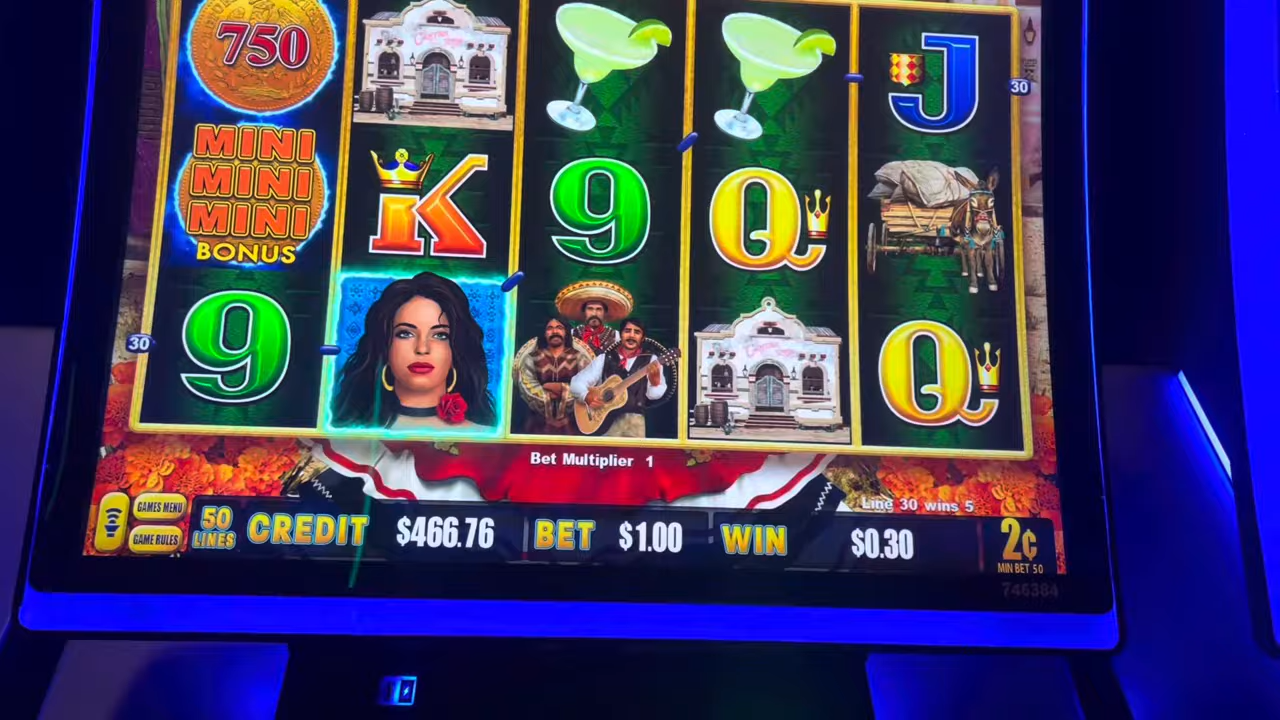 750
J
30
MINI
MINI
MINI
BONUS
K
9
Q
30
9
Q
Bet Multiplier 1
Line 30 wins 5
GAMES MENU
GAME RULES
50
LINES
CREDIT $466.76 BET $1.00 WIN $0.30
2¢
MIN BET 50
746384